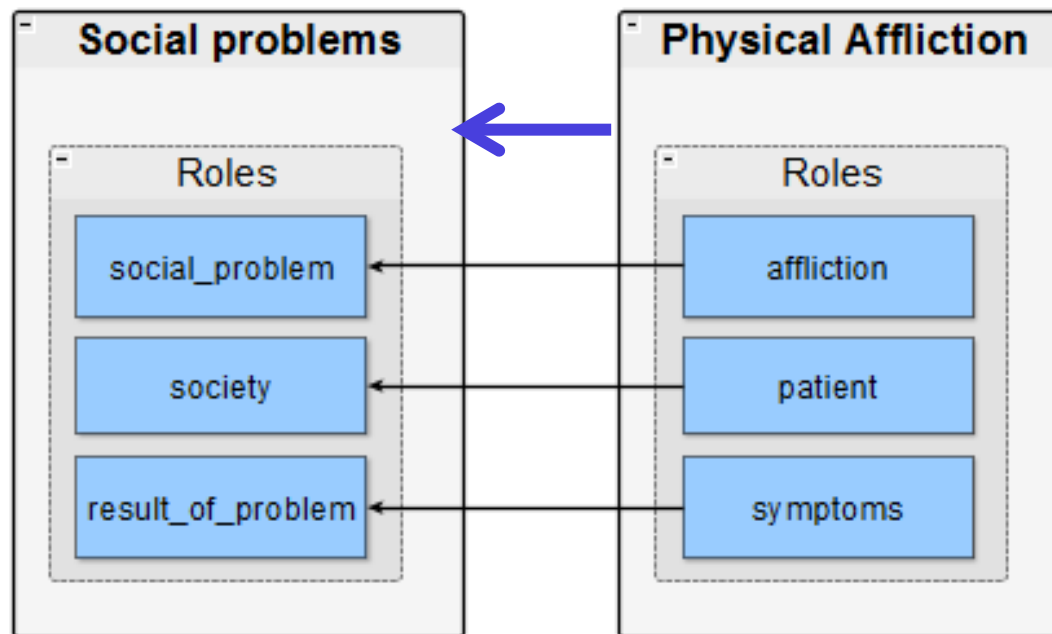 Social problems
Roles
social_problem
society
result_of_problem
Physical Affliction
Roles
affliction
patient
symptoms